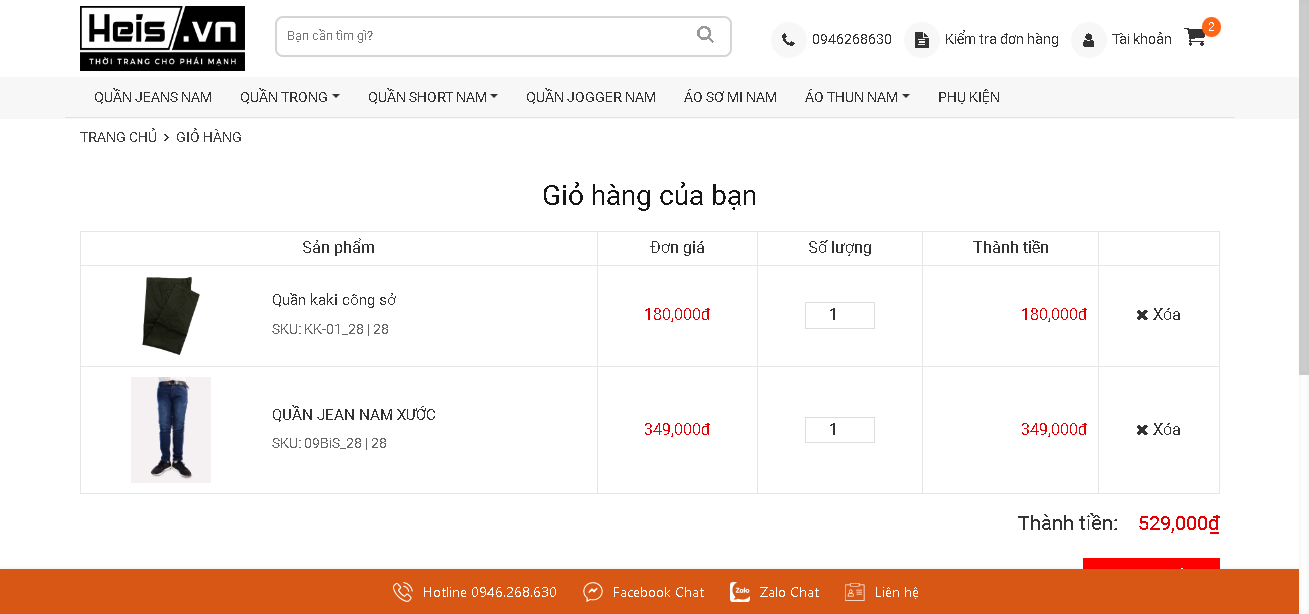 Heis.vn
THỜI TRANG CHO PHÁI MẠNH
Bạn cần tìm gì?
0946268630
Kiểm tra đơn hàng
Tài khoản
2
QUẦN JEANS NAM QUẦN TRONG QUẦN SHORT NAM QUẦN JOGGER NAM ÁO SƠ MI NAM ÁO THUN NAM PHỤ KIỆN
TRANG CHỦ > GIỎ HÀNG
Giỏ hàng của bạn
Sản phẩm Đơn giá Số lượng Thành tiền
Quần kaki công sở
SKU: KK-01_28 | 28
180,000đ 1 180,000đ ✖ Xóa
QUẦN JEAN NAM XƯỚC
SKU: 09BiS_28 | 28
349,000đ 1 349,000đ ✖ Xóa
Thành tiền: 529,000₫
Hotline 0946.268.630 Facebook Chat Zalo Zalo Chat Liên hệ